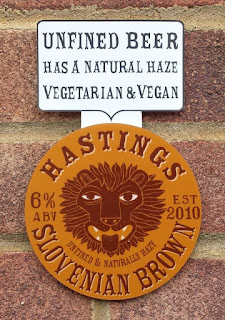 UNFINED BEER
HAS A NATURAL HAZE
VEGETARIAN & VEGAN
HASTINGS
6%
ABV
EST
2010
UNFINED & NATURALLY HAZY
SLOVENIAN BROWN